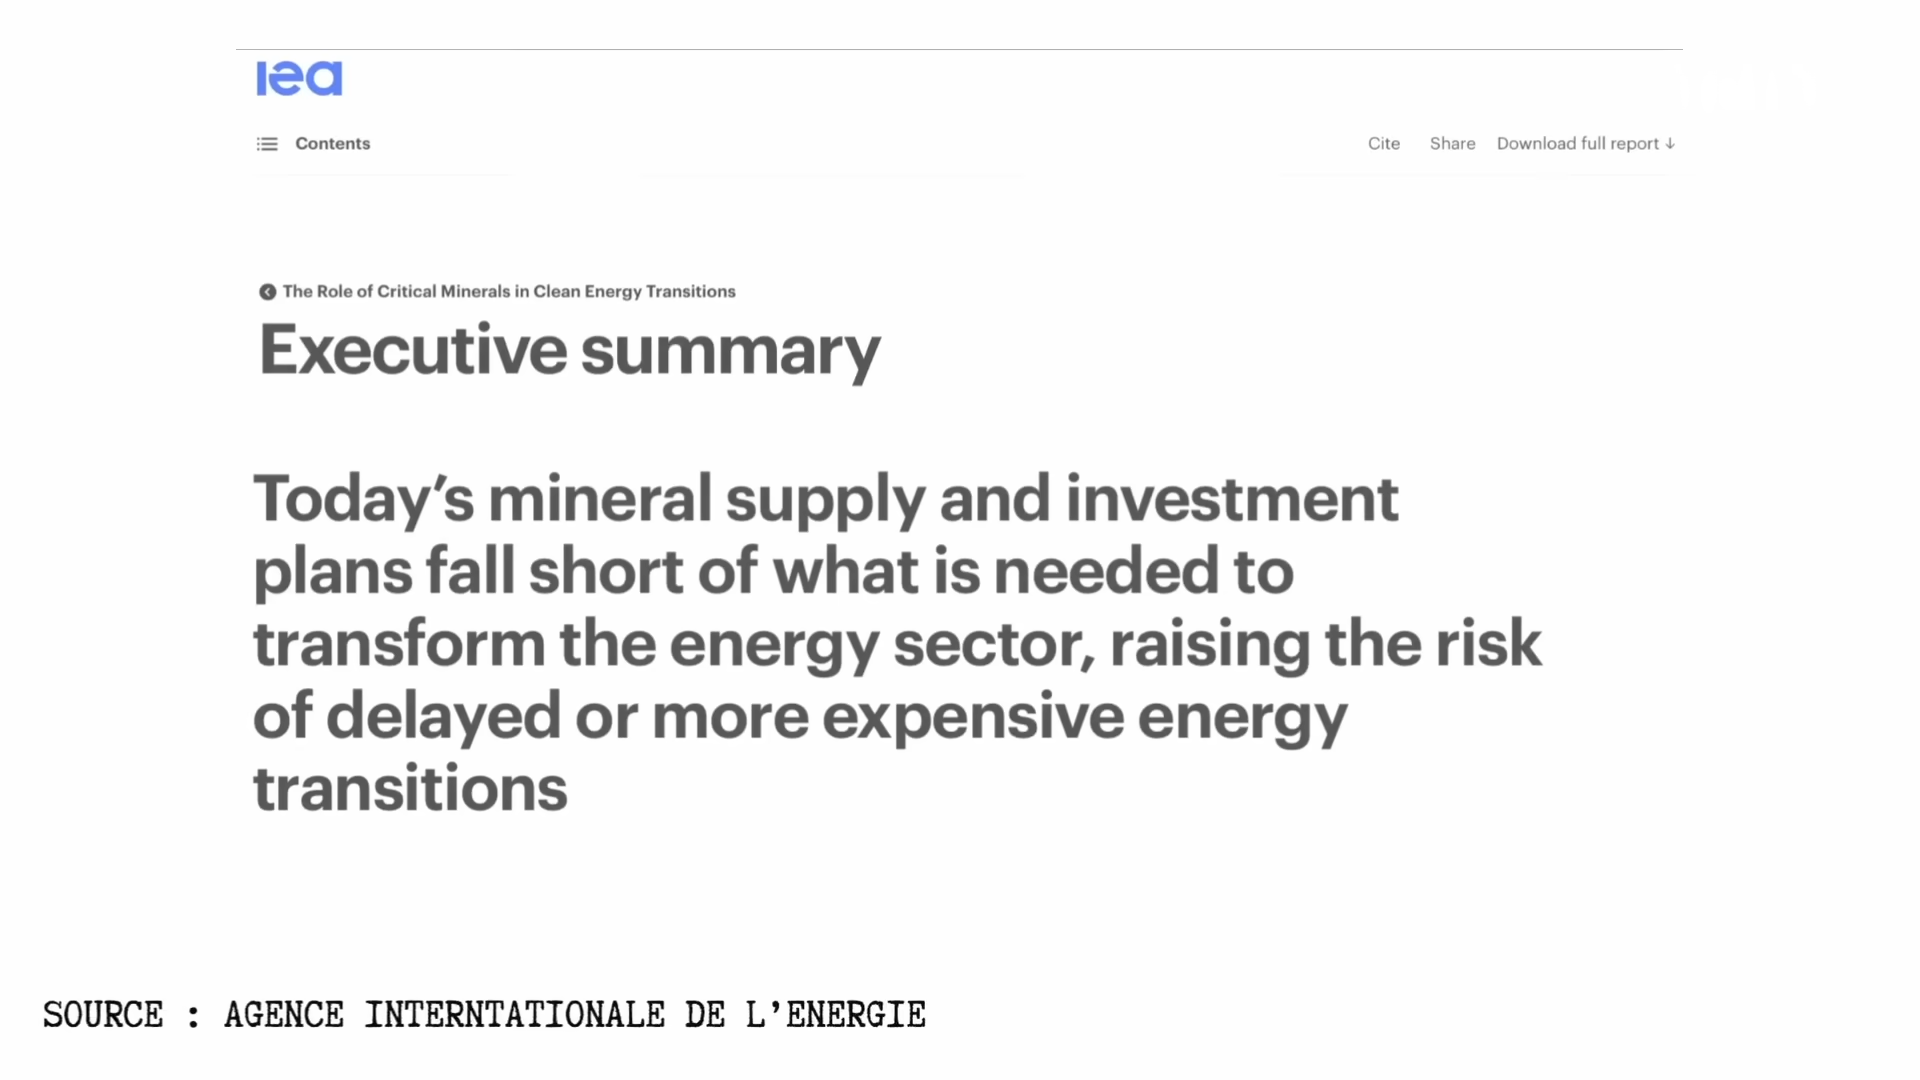 iea
Contents
Cite Share Download full report ↓
The Role of Critical Minerals in Clean Energy Transitions
Executive summary
Today’s mineral supply and investment
plans fall short of what is needed to
transform the energy sector, raising the risk
of delayed or more expensive energy
transitions
SOURCE : AGENCE INTERNTATIONALE DE L’ENERGIE